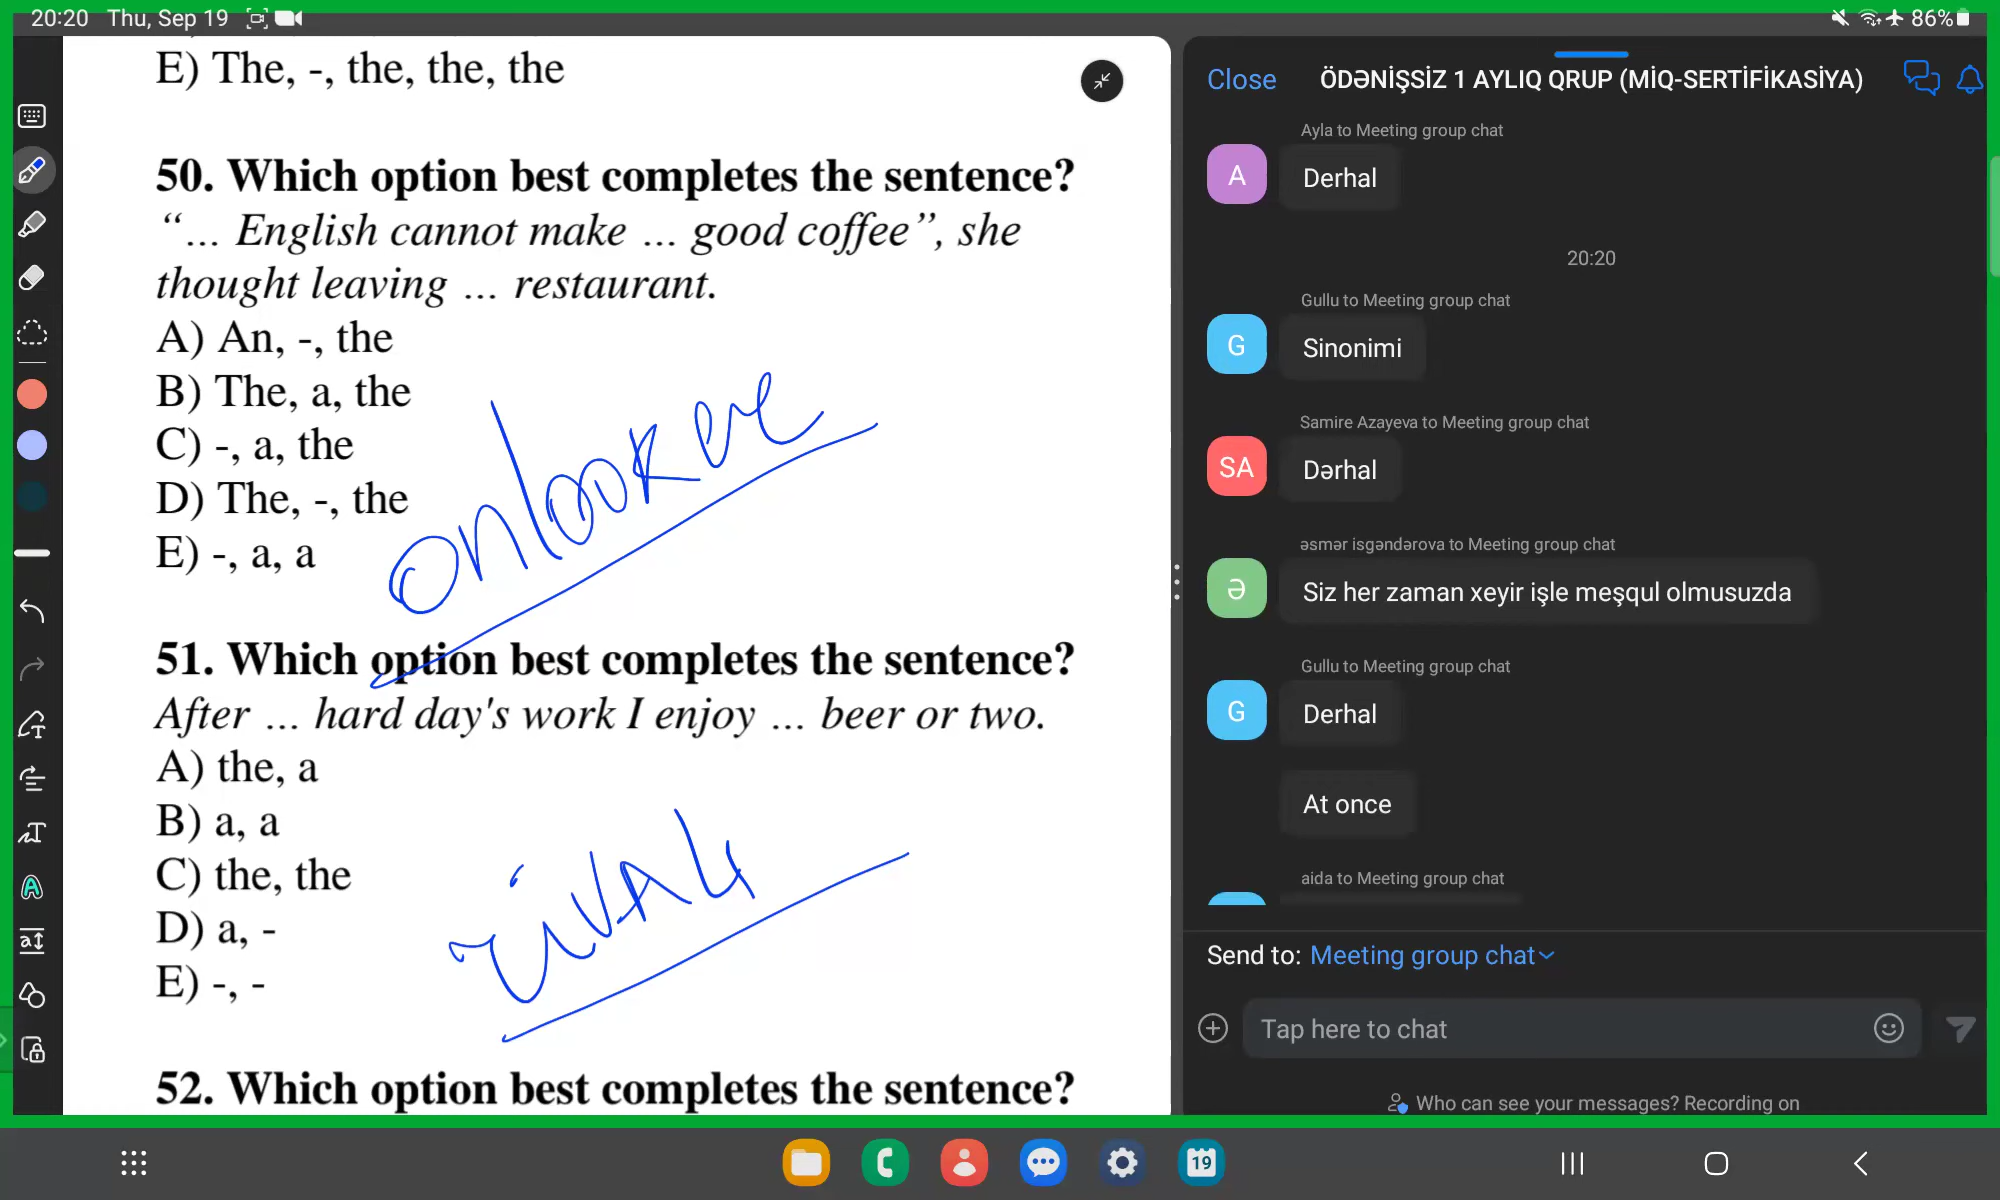 20:20 Thu, Sep 19
86%
E) The, -, the, the, the
50. Which option best completes the sentence?
“... English cannot make ... good coffee”, she
thought leaving ... restaurant.
A) An, -, the
B) The, a, the
C) -, a, the
D) The, -, the
E) -, a, a
onlooker
51. Which option best completes the sentence?
After ... hard day's work I enjoy ... beer or two.
A) the, a
B) a, a
C) the, the
D) a, -
E) -, -
52. Which option best completes the sentence?
Close
ÖDƏNİŞSİZ 1 AYLIQ QRUP (MİQ-SERTİFİKASİYA)
Ayla to Meeting group chat
A
Derhal
20:20
Gullu to Meeting group chat
G
Sinonimi
Samire Azayeva to Meeting group chat
SA
Dərhal
əsmər isgəndərova to Meeting group chat
Ə
Siz her zaman xeyir işle meşqul olmusuzda
Gullu to Meeting group chat
G
Derhal
At once
aida to Meeting group chat
Send to: Meeting group chat
Tap here to chat
Who can see your messages? Recording on
19